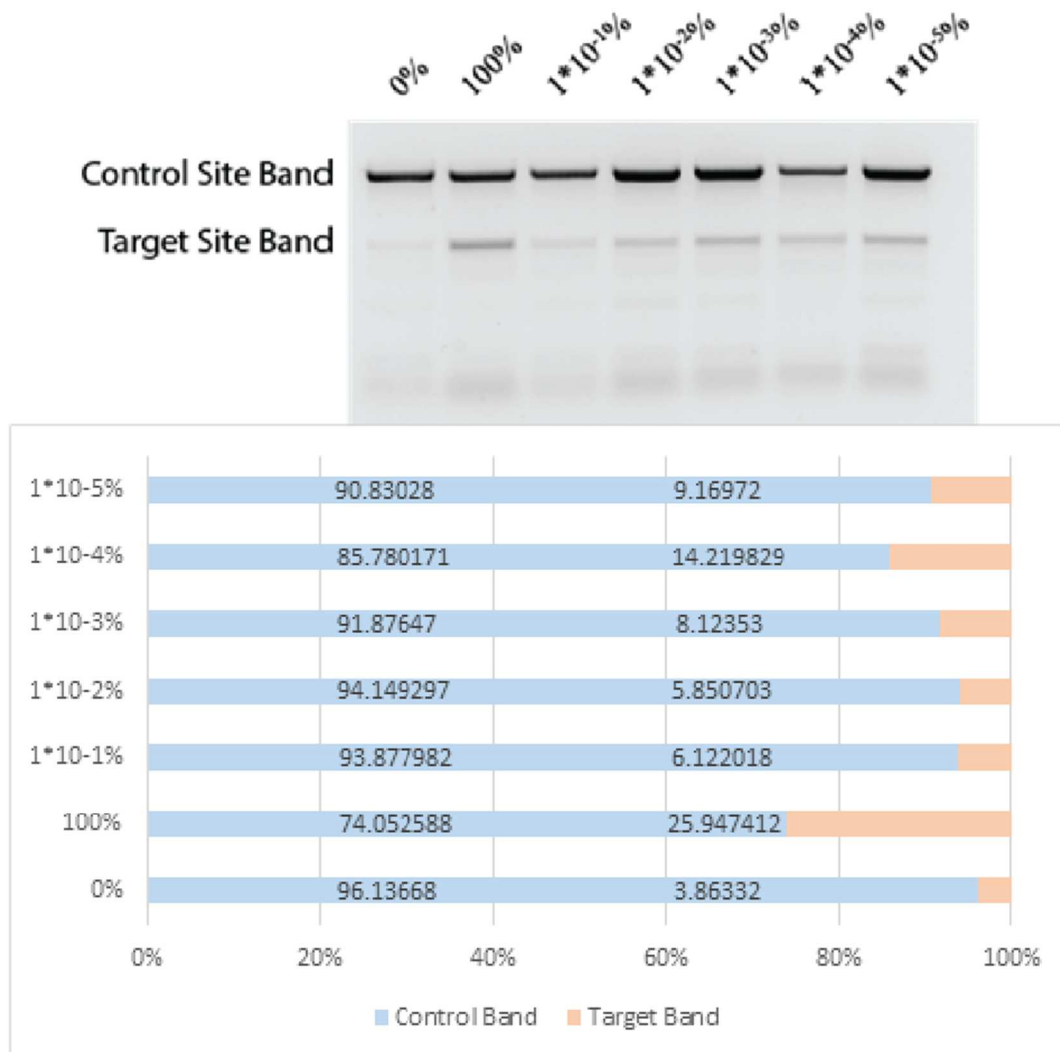 0% 100% 1*10⁻¹% 1*10⁻²% 1*10⁻³% 1*10⁻⁴% 1*10⁻⁵%
Control Site Band
Target Site Band
1*10-5% 90.83028 9.16972
1*10-4% 85.780171 14.219829
1*10-3% 91.87647 8.12353
1*10-2% 94.149297 5.850703
1*10-1% 93.877982 6.122018
100% 74.052588 25.947412
0% 96.13668 3.86332
0% 20% 40% 60% 80% 100%
Control Band Target Band